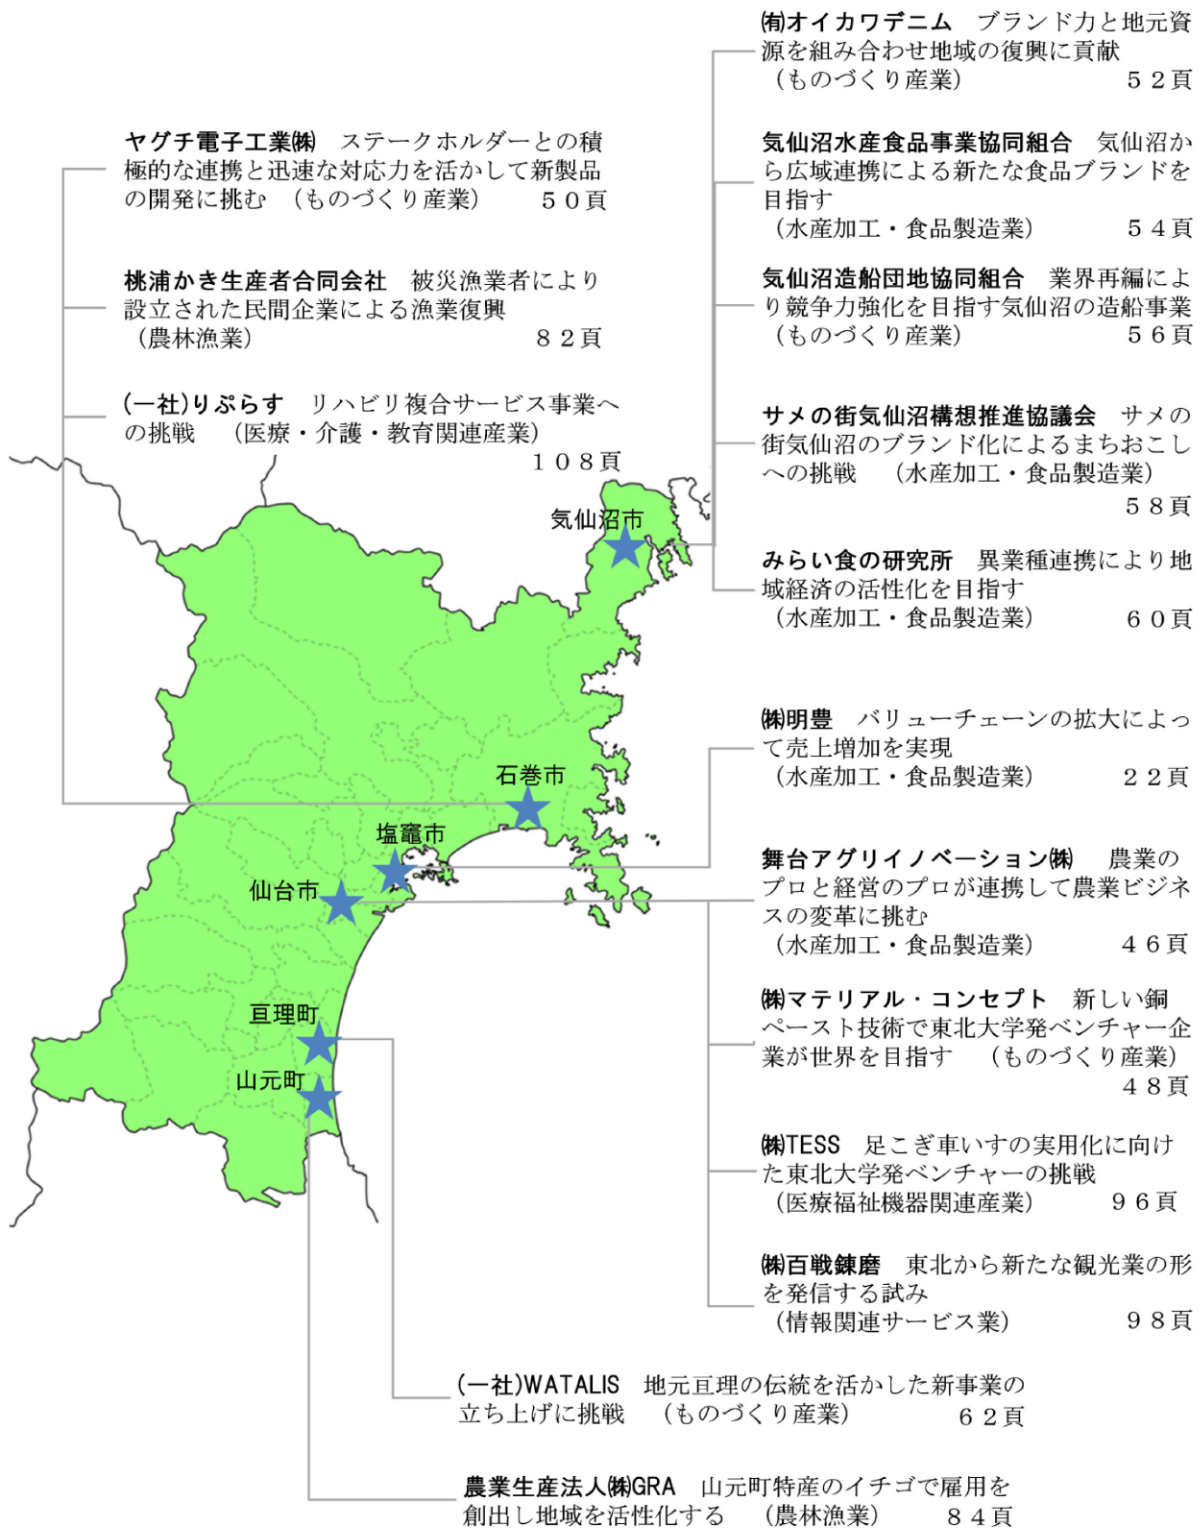 ㈲オイカワデニム　ブランド力と地元資
源を組み合わせ地域の復興に貢献
（ものづくり産業）　５２頁
ヤグチ電子工業㈱　ステークホルダーとの積
極的な連携と迅速な対応力を活かして新製品
の開発に挑む　（ものづくり産業）　５０頁
桃浦かき生産者合同会社　被災漁業者により
設立された民間企業による漁業復興
（農林漁業）　８２頁
(一社)りぷらす　リハビリ複合サービス事業へ
の挑戦　（医療・介護・教育関連産業）
１０８頁
気仙沼水産食品事業協同組合　気仙沼か
ら広域連携による新たな食品ブランドを
目指す
（水産加工・食品製造業）　５４頁
気仙沼造船団地協同組合　業界再編によ
り競争力強化を目指す気仙沼の造船事業
（ものづくり産業）　５６頁
サメの街気仙沼構想推進協議会　サメの
街気仙沼のブランド化によるまちおこし
への挑戦　（水産加工・食品製造業）
５８頁
みらい食の研究所　異業種連携により地
域経済の活性化を目指す
（水産加工・食品製造業）　６０頁
気仙沼市
石巻市
塩竈市
仙台市
亘理町
山元町
㈱明豊　バリューチェーンの拡大によっ
て売上増加を実現
（水産加工・食品製造業）　２２頁
舞台アグリイノベーション㈱　農業の
プロと経営のプロが連携して農業ビジネ
スの変革に挑む
（水産加工・食品製造業）　４６頁
㈱マテリアル・コンセプト　新しい銅
ペースト技術で東北大学発ベンチャー企
業が世界を目指す　（ものづくり産業）
４８頁
㈱TESS　足こぎ車いすの実用化に向け
た東北大学発ベンチャーの挑戦
（医療福祉機器関連産業）　９６頁
㈱百戦錬磨　東北から新たな観光業の形
を発信する試み
（情報関連サービス業）　９８頁
(一社)WATALIS　地元亘理の伝統を活かした新事業の
立ち上げに挑戦　（ものづくり産業）　６２頁
農業生産法人㈱GRA　山元町特産のイチゴで雇用を
創出し地域を活性化する　（農林漁業）　８４頁